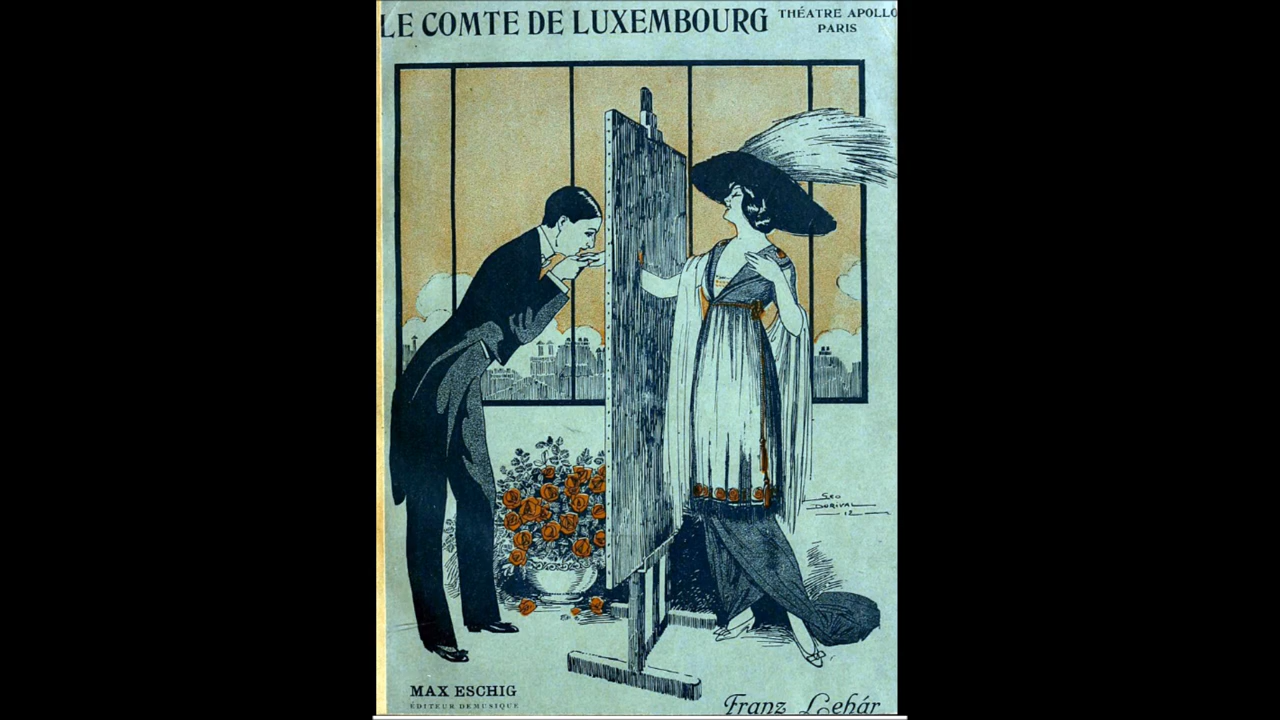 LE COMTE DE LUXEMBOURG
THÉATRE APOLLO
PARIS
GEO
DORIVAL
12
MAX ESCHIG
ÉDITEUR DE MUSIQUE
Franz Lehár